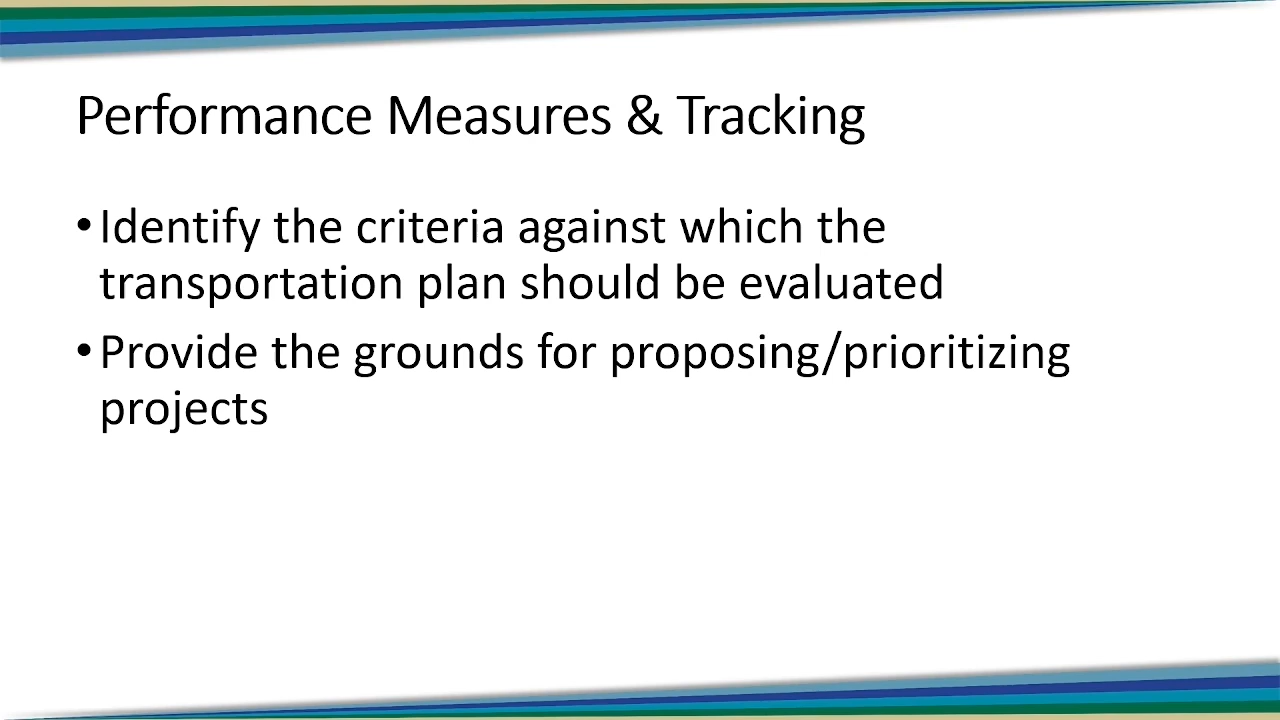 Performance Measures & Tracking
•Identify the criteria against which the
transportation plan should be evaluated
•Provide the grounds for proposing/prioritizing
projects